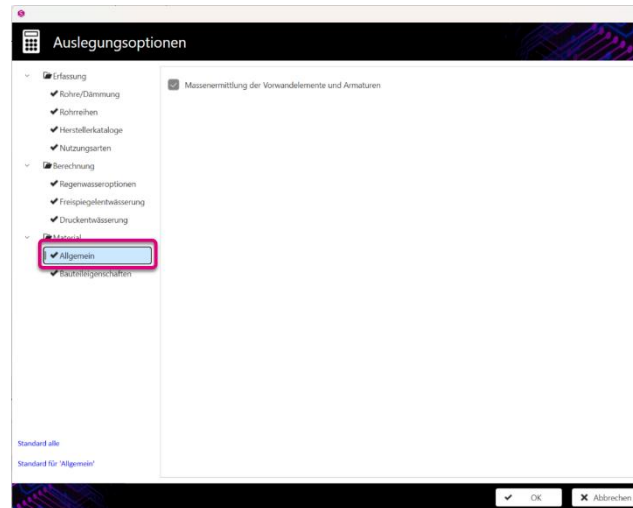 Auslegungsoptionen
Erfassung
Rohre/Dämmung
Rohrreihen
Herstellerkataloge
Nutzungsarten
Berechnung
Regenwasseroptionen
Freispiegelentwässerung
Druckentwässerung
Material
Allgemein
Bauteileigenschaften
Massenermittlung der Vorwandelemente und Armaturen
Standard alle
Standard für 'Allgemein'
OK
Abbrechen